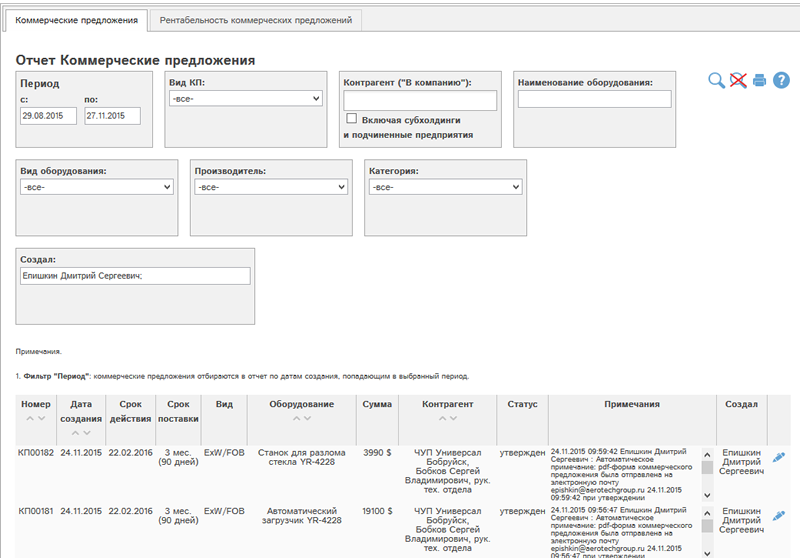 Коммерческие предложения
Рентабельность коммерческих предложений
Отчет Коммерческие предложения
Период
с:
по:
29.08.2015
27.11.2015
Вид КП:
-все-
Контрагент ("В компанию"):
Включая субхолдинги
и подчиненные предприятия
Наименование оборудования:
Вид оборудования:
-все-
Производитель:
-все-
Категория:
-все-
Создал:
Епишкин Дмитрий Сергеевич;
Примечания.
1. Фильтр "Период": коммерческие предложения отбираются в отчет по датам создания, попадающим в выбранный период.
Номер
Дата
создания
Срок
действия
Срок
поставки
Вид
Оборудование
Сумма
Контрагент
Статус
Примечания
Создал
КП00182
24.11.2015
22.02.2016
3 мес.
(90 дней)
ExW/FOB
Станок для разлома
стекла YR-4228
3990 $
ЧУП Универсал
Бобруйск,
Бобков Сергей
Владимирович, рук.
тех. отдела
утвержден
24.11.2015 09:59:42 Епишкин Дмитрий
Сергеевич : Автоматическое
примечание: pdf-форма коммерческого
предложения была отправлена на
электронную почту
epishkin@aerotechgroup.ru 24.11.2015
09:59:42 при утверждении
Епишкин
Дмитрий
Сергеевич
КП00181
24.11.2015
22.02.2016
3 мес.
(90 дней)
ExW/FOB
Автоматический
загрузчик YR-4228
19100 $
ЧУП Универсал
Бобруйск,
Бобков Сергей
Владимирович, рук.
тех. отдела
утвержден
24.11.2015 09:56:47 Епишкин Дмитрий
Сергеевич : Автоматическое
примечание: pdf-форма коммерческого
предложения была отправлена на
электронную почту
epishkin@aerotechgroup.ru 24.11.2015
09:56:47 при утверждении
Епишкин
Дмитрий
Сергеевич